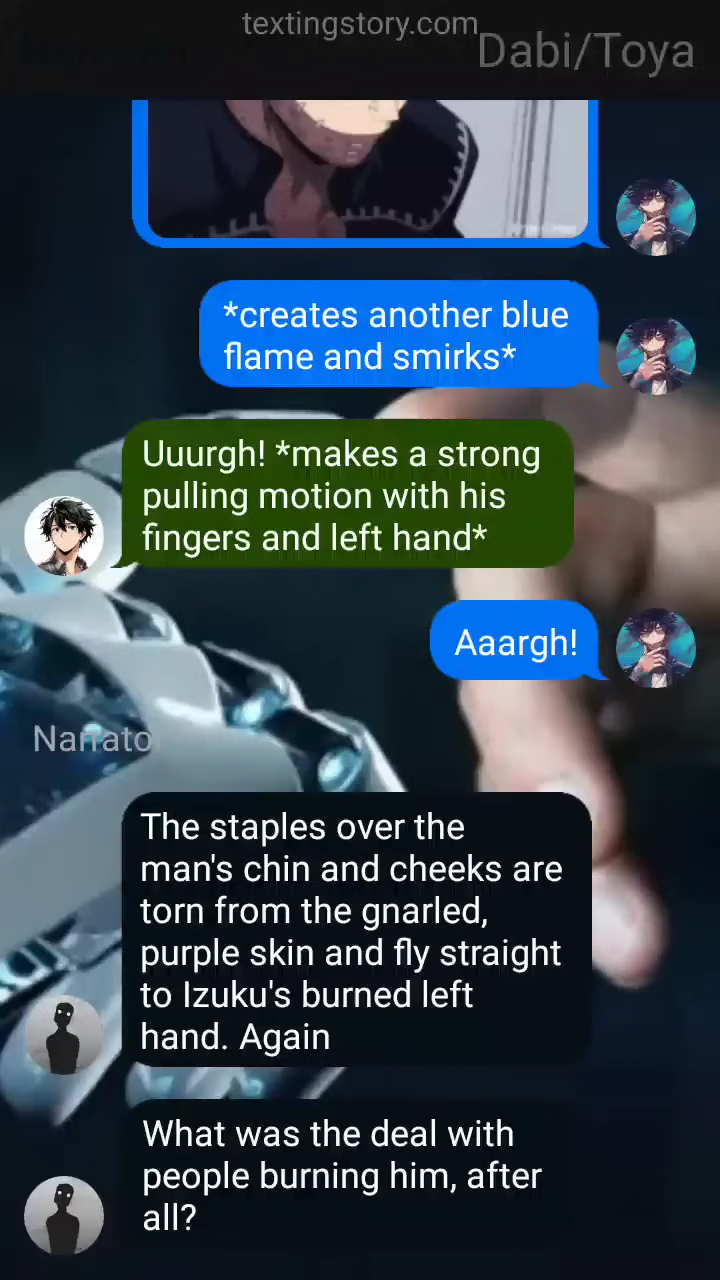 textingstory.com
Dabi/Toya
*creates another blue
flame and smirks*
Uuurgh! *makes a strong
pulling motion with his
fingers and left hand*
Aaargh!
Narrato
The staples over the
man's chin and cheeks are
torn from the gnarled,
purple skin and fly straight
to Izuku's burned left
hand. Again
What was the deal with
people burning him, after
all?